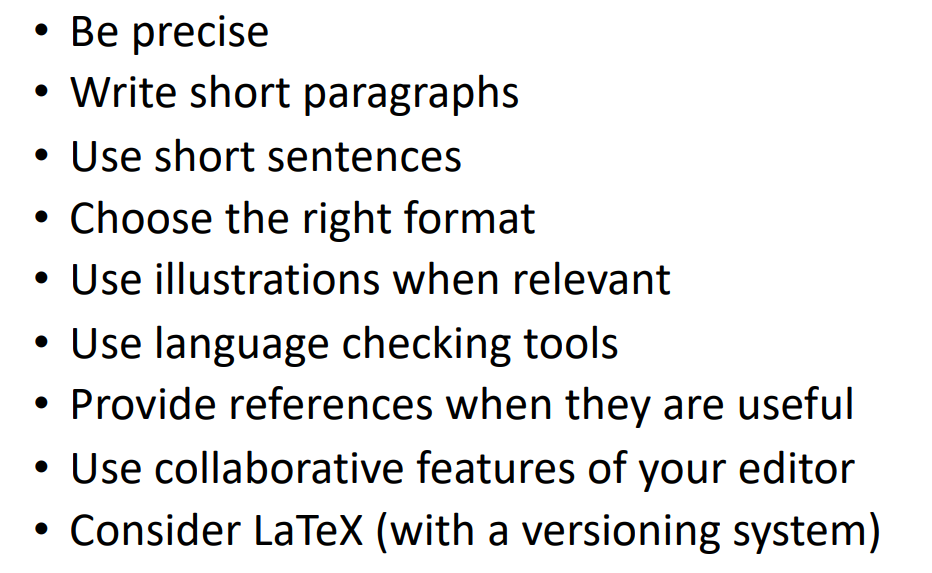 • Be precise
• Write short paragraphs
• Use short sentences
• Choose the right format
• Use illustrations when relevant
• Use language checking tools
• Provide references when they are useful
• Use collaborative features of your editor
• Consider LaTeX (with a versioning system)